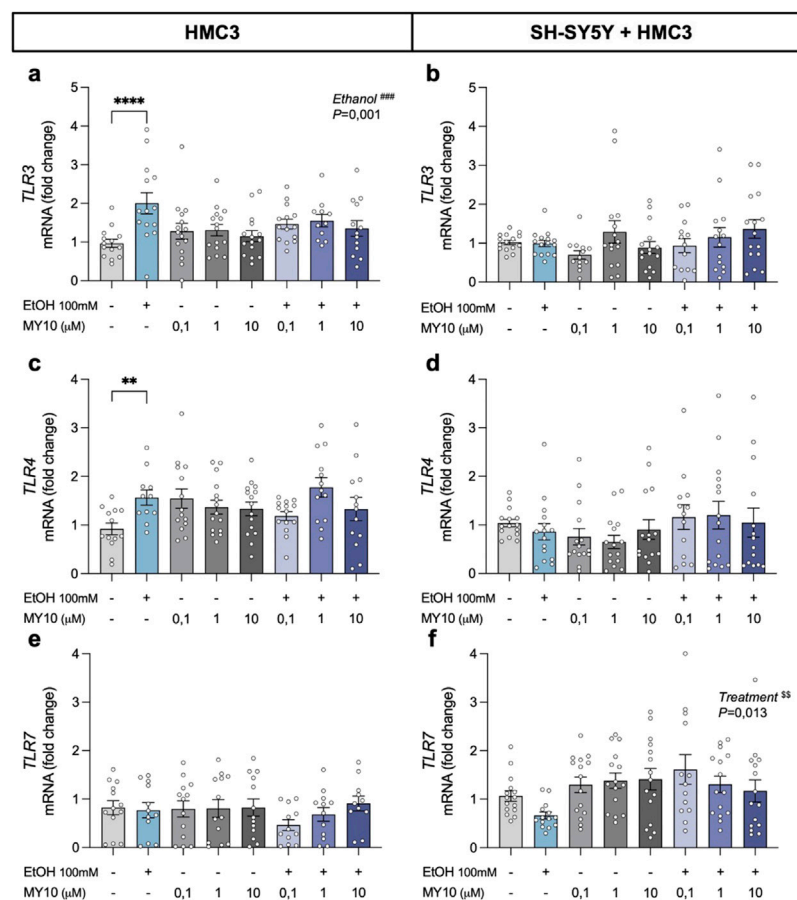 HMC3
SH-SY5Y + HMC3
a
TLR3
mRNA (fold change)
5
4
3
2
1
0
****
Ethanol ###
P=0,001
EtOH 100mM - + - - - + + +
MY10 (µM) - - 0,1 1 10 0,1 1 10
b
TLR3
mRNA (fold change)
5
4
3
2
1
0
EtOH 100mM - + - - - + + +
MY10 (µM) - - 0,1 1 10 0,1 1 10
c
TLR4
mRNA (fold change)
4
3
2
1
0
**
EtOH 100mM - + - - - + + +
MY10 (µM) - - 0,1 1 10 0,1 1 10
d
TLR4
mRNA (fold change)
4
3
2
1
0
EtOH 100mM - + - - - + + +
MY10 (µM) - - 0,1 1 10 0,1 1 10
e
TLR7
mRNA (fold change)
4
3
2
1
0
EtOH 100mM - + - - - + + +
MY10 (µM) - - 0,1 1 10 0,1 1 10
f
TLR7
mRNA (fold change)
4
3
2
1
0
Treatment $$
P=0,013
EtOH 100mM - + - - - + + +
MY10 (µM) - - 0,1 1 10 0,1 1 10